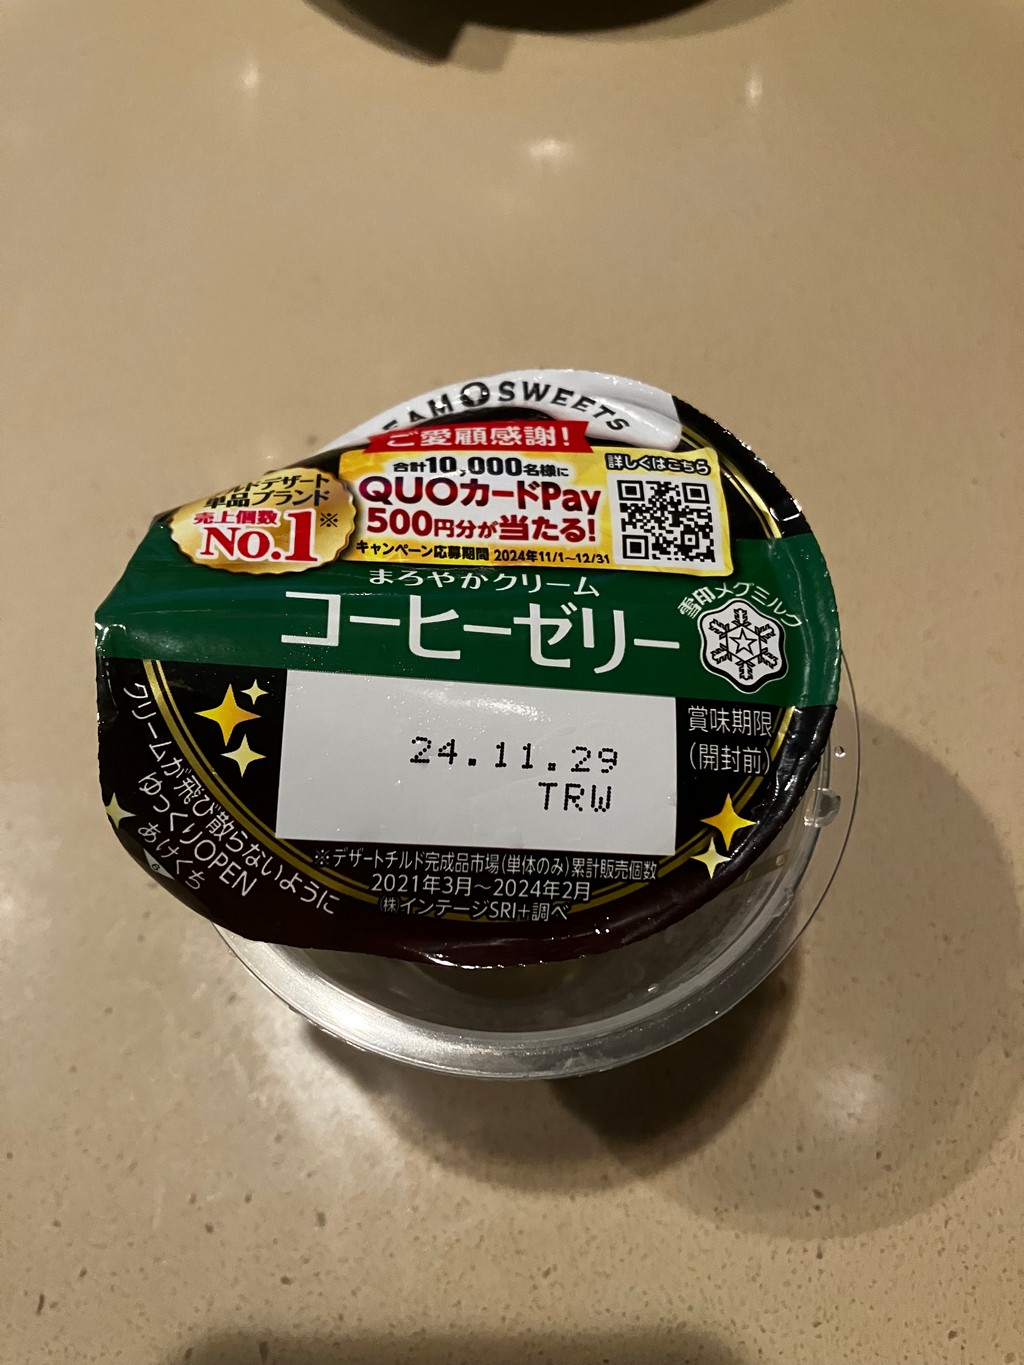 SWEETS
ご愛顧感謝!
合計10,000名様に
QUOカードPay
500円分が当たる!
キャンペーン応募期間 2024年11/1〜12/31
詳しくはこちら
デザート
単品ブランド
売上個数
No.1※
まろやかクリーム
コーヒーゼリー
雪印メグミルク
賞味期限
(開封前)
24.11.29
TRW
クリームが飛び散らないように
ゆっくりOPEN
あけくち
※デザートチルド完成品市場(単体のみ)累計販売個数
2021年3月〜2024年2月
(株)インテージSRI+調べ